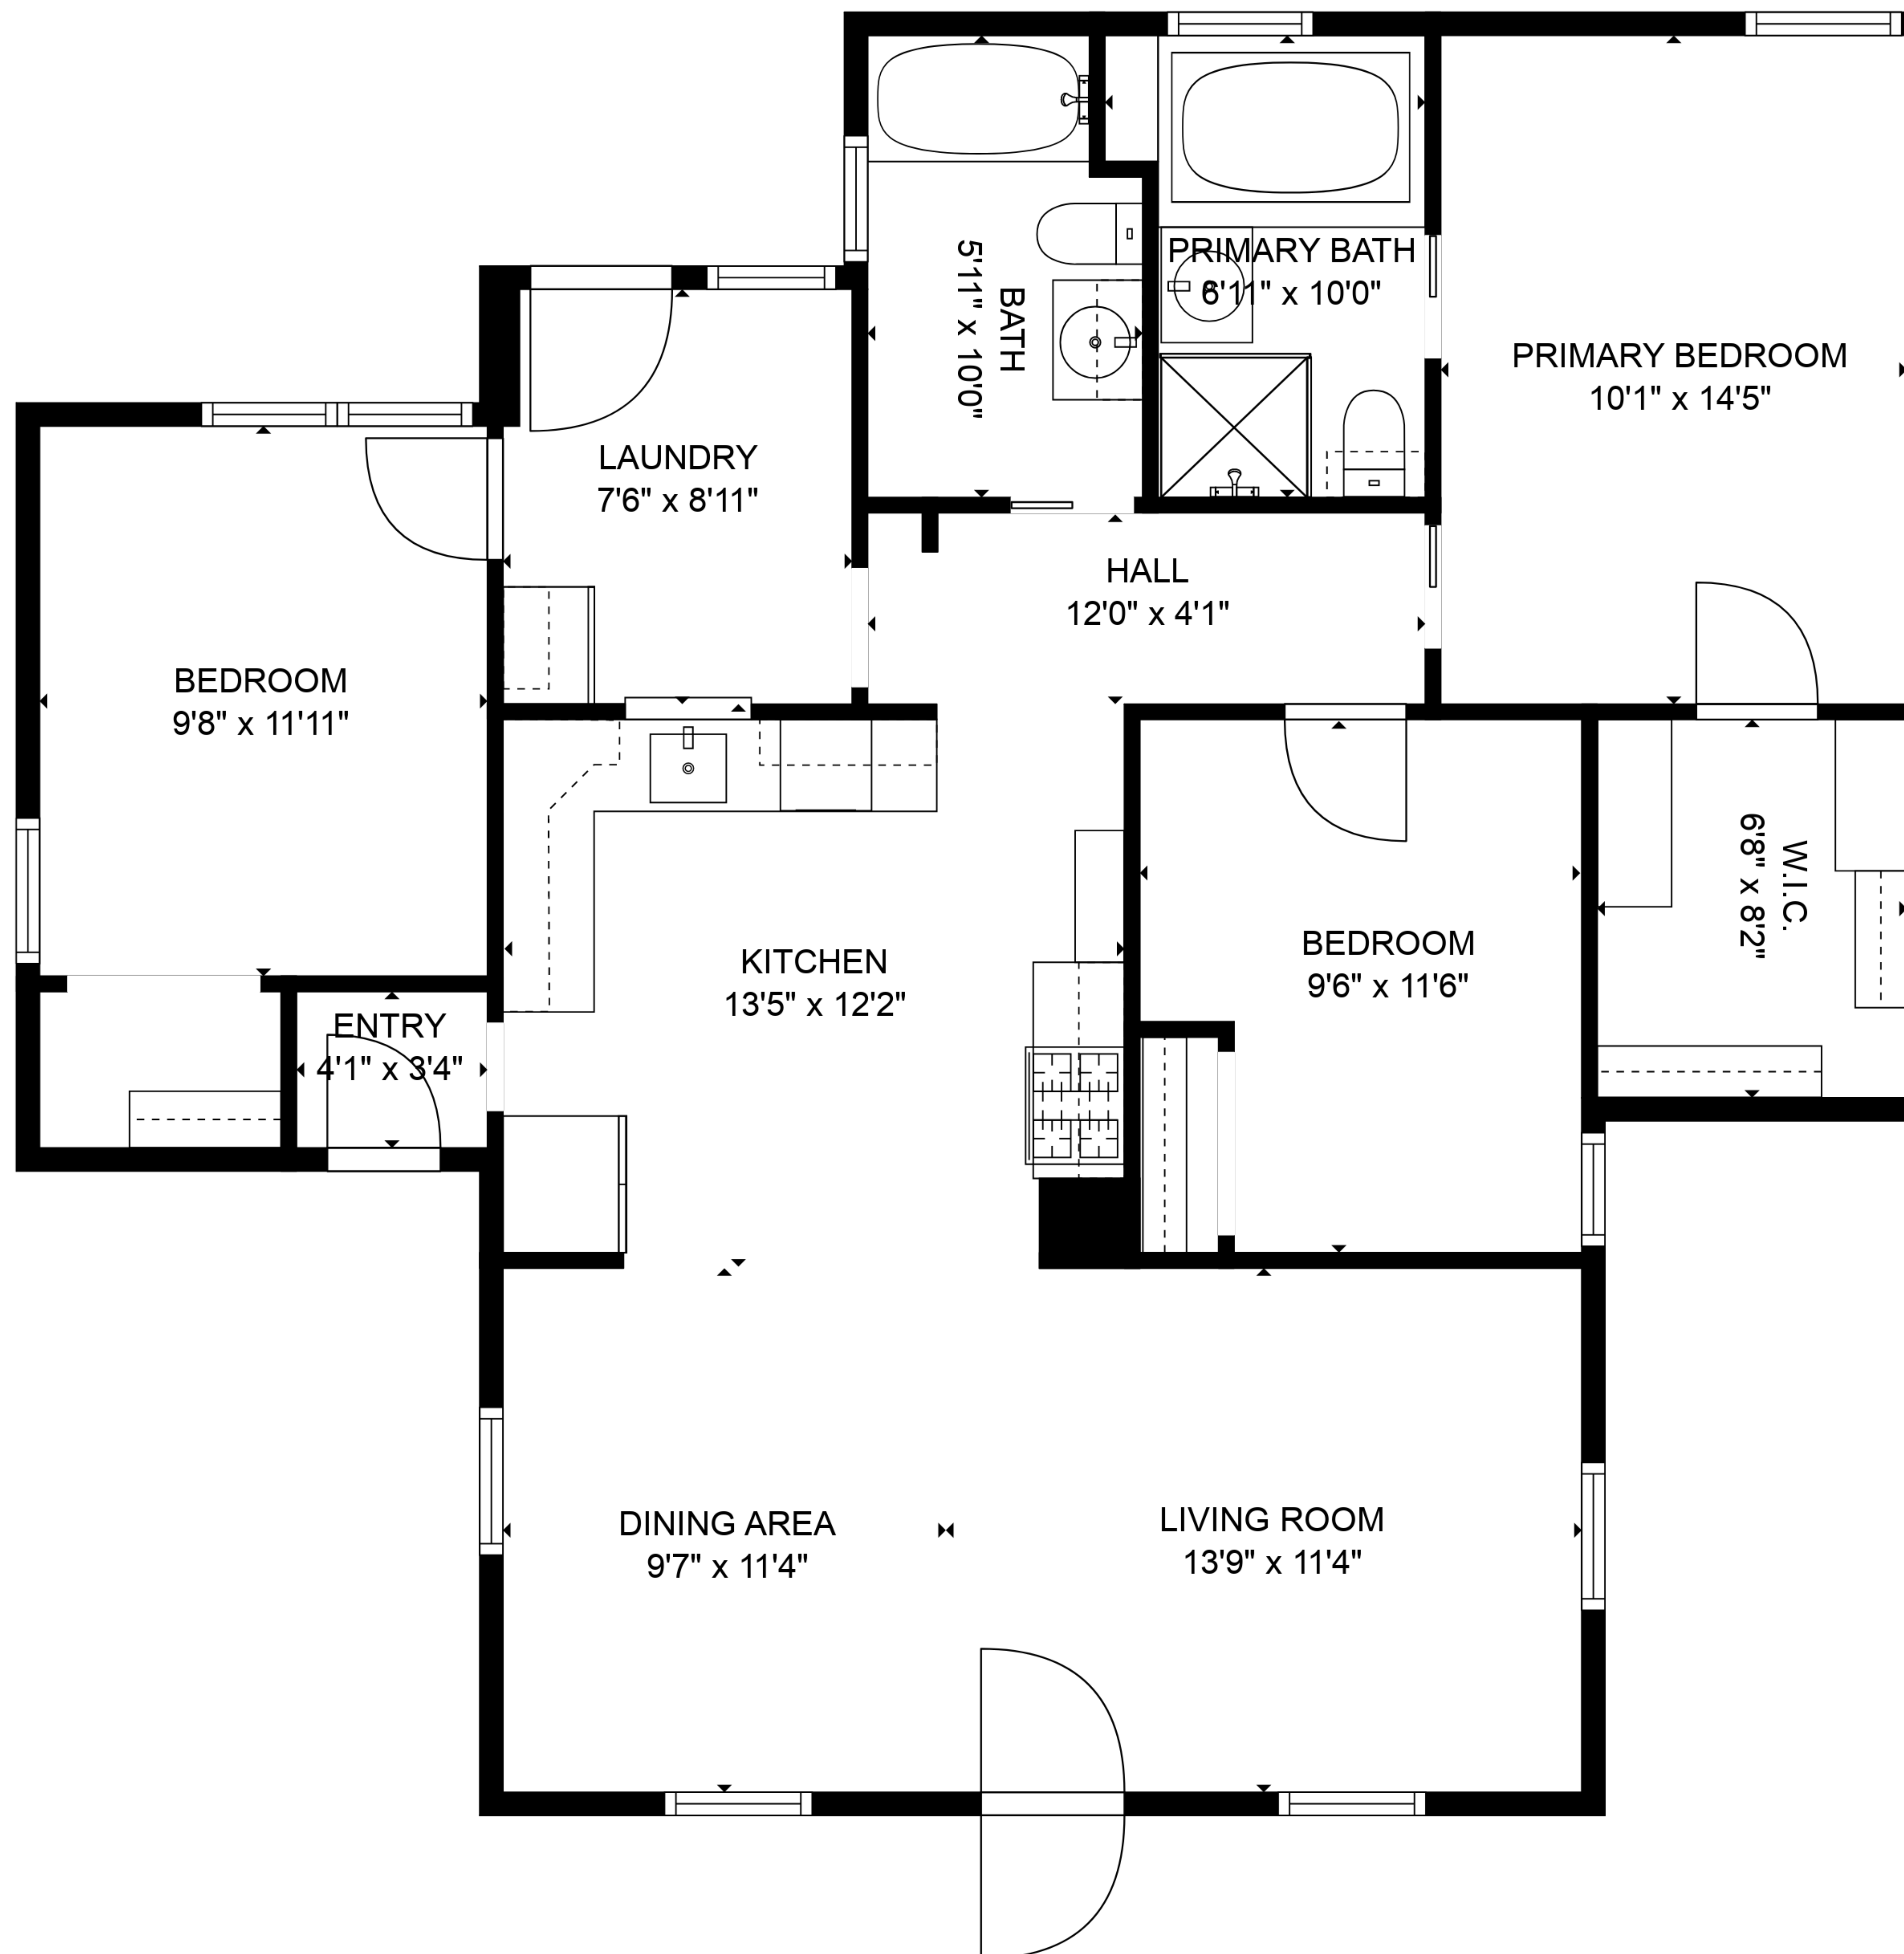 PRIMARY BATH
6'11" x 10'0"
BATH
5'11" x 10'0"
PRIMARY BEDROOM
10'1" x 14'5"
LAUNDRY
7'6" x 8'11"
HALL
12'0" x 4'1"
BEDROOM
9'8" x 11'11"
W.I.C.
6'8" x 8'2"
KITCHEN
13'5" x 12'2"
BEDROOM
9'6" x 11'6"
ENTRY
4'1" x 3'4"
DINING AREA
9'7" x 11'4"
LIVING ROOM
13'9" x 11'4"